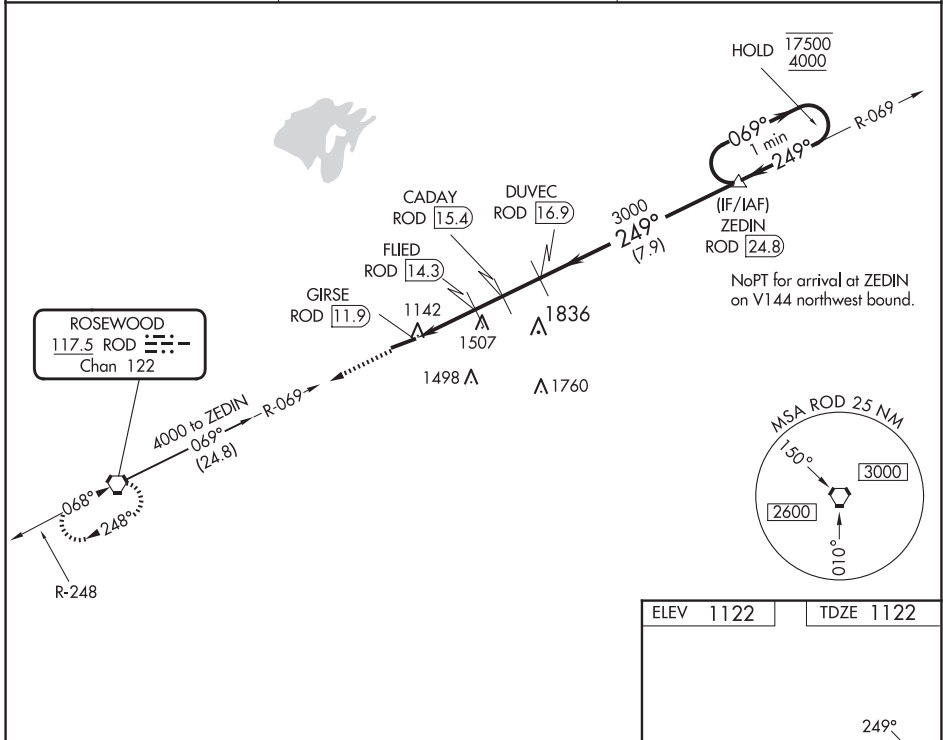 HOLD 17500
4000
R-069
069°
1 min
249°
(IF/IAF)
ZEDIN
ROD 24.8
NoPT for arrival at ZEDIN
on V144 northwest bound.
3000
249°
(7.9)
DUVEC
ROD 16.9
CADAY
ROD 15.4
FLIED
ROD 14.3
GIRSE
ROD 11.9
1142
1507
1836
1498
1760
ROSEWOOD
117.5 ROD
Chan 122
4000 to ZEDIN
069°
(24.8)
R-069
068°
248°
R-248
MSA ROD 25 NM
150°
3000
2600
010°
ELEV 1122
TDZE 1122
249°